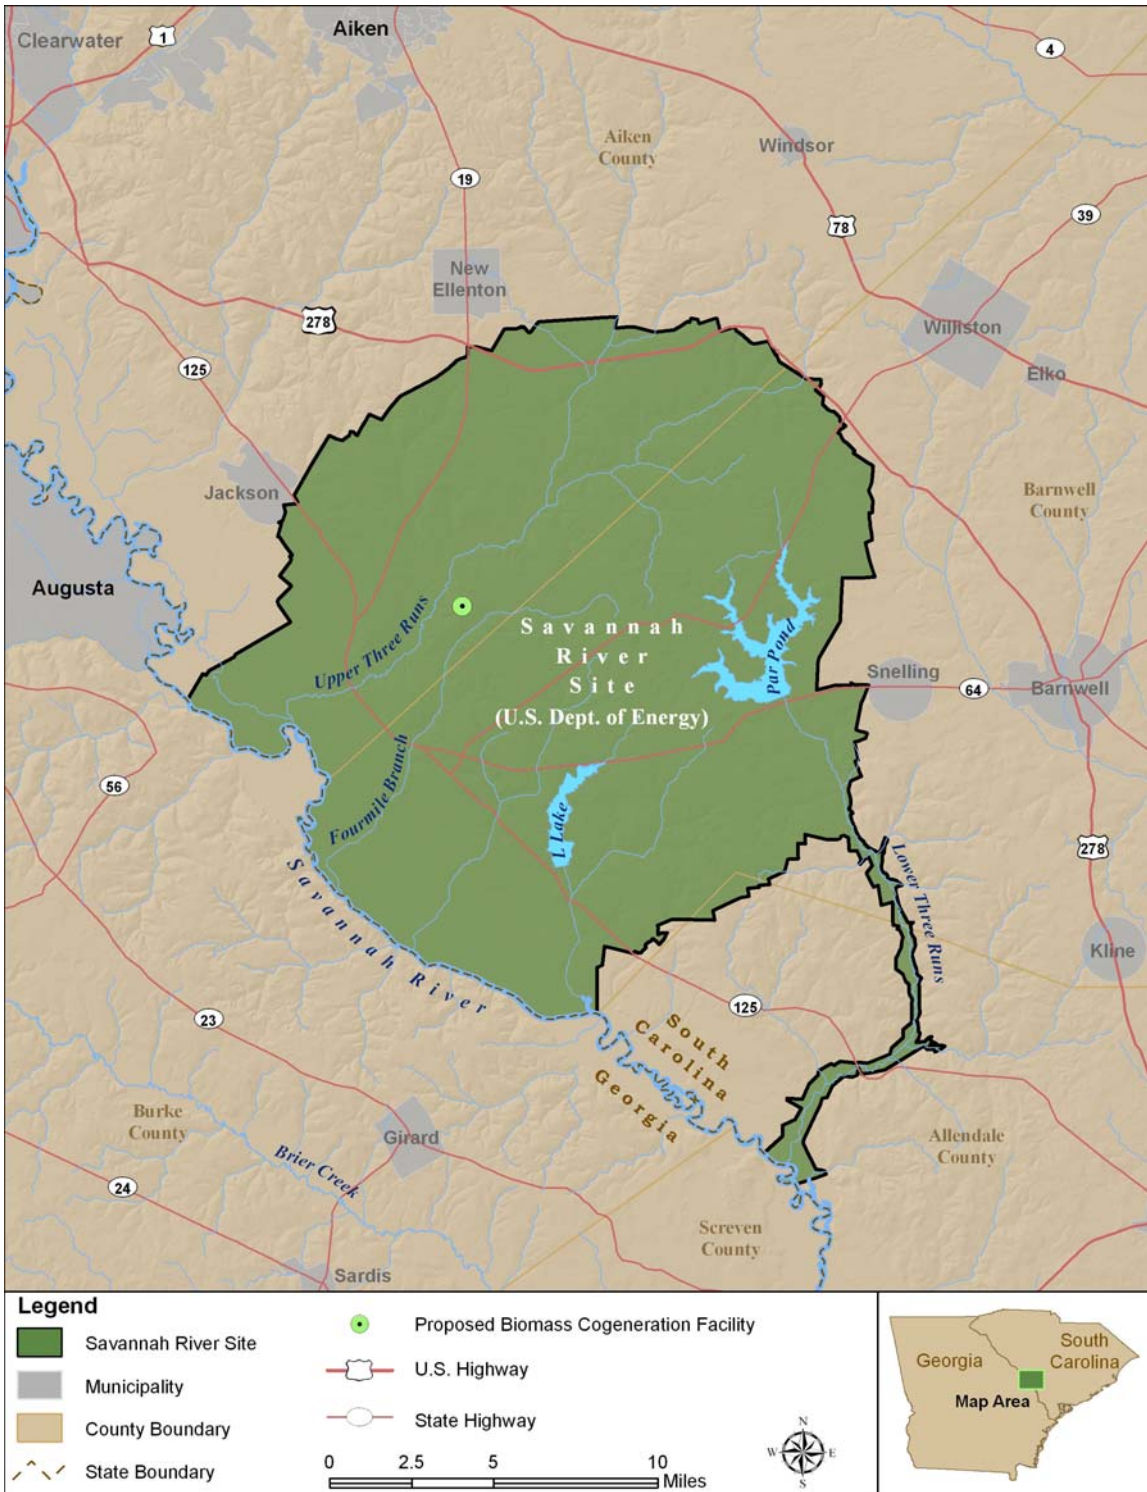 Clearwater
1
Aiken
4
Aiken
County
Windsor
19
39
78
New
Ellenton
278
Williston
125
Elko
Jackson
Barnwell
County
Augusta
Upper Three Runs
Savannah
River
Site
(U.S. Dept. of Energy)
Par Pond
Snelling
64
Barnwell
56
Fourmile Branch
L Lake
278
Lower Three Runs
Savannah River
Kline
23
125
South
Carolina
Georgia
Burke
County
Girard
Allendale
County
Brier Creek
24
Screven
County
Sardis
Legend
Savannah River Site
Municipality
County Boundary
State Boundary
Proposed Biomass Cogeneration Facility
U.S. Highway
State Highway
0 2.5 5 10
Miles
N
W E
S
Georgia
South
Carolina
Map Area